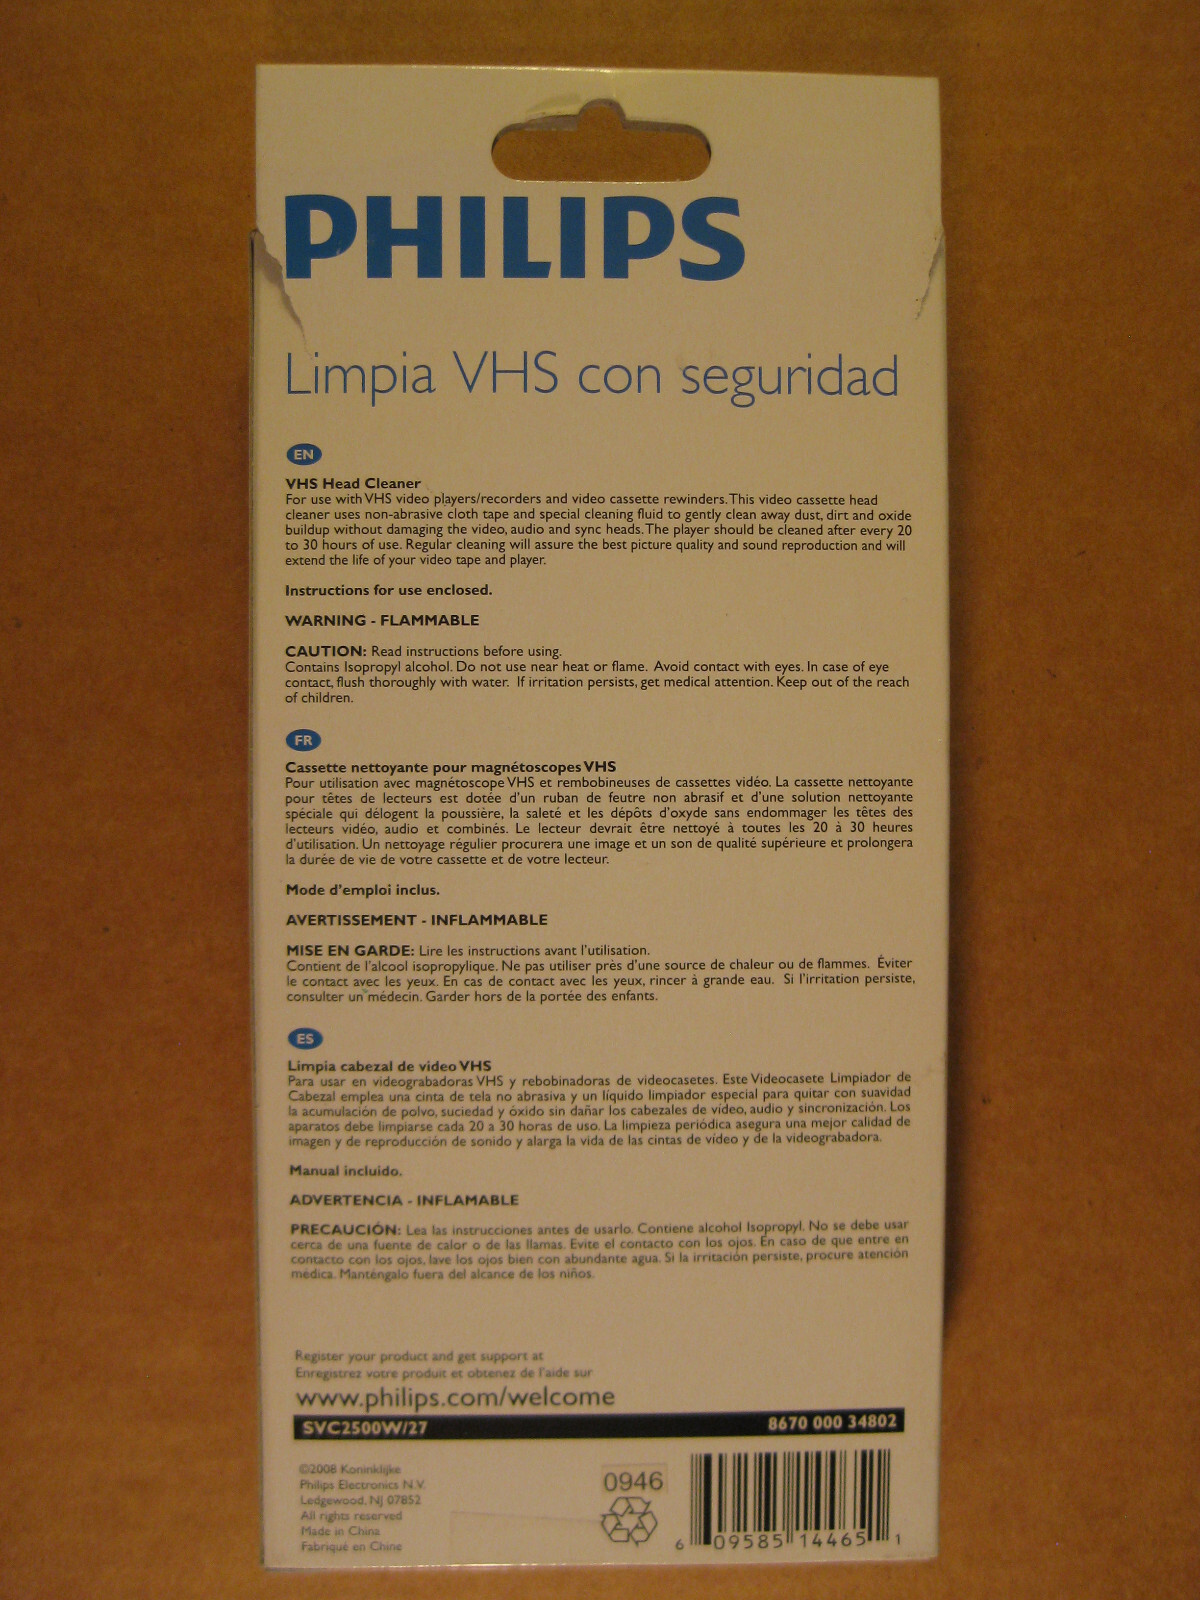 PHILIPS
Limpia VHS con seguridad
EN
VHS Head Cleaner
For use with VHS video players/recorders and video cassette rewinders. This video cassette head
cleaner uses non-abrasive cloth tape and special cleaning fluid to gently clean away dust, dirt and oxide
buildup without damaging the video, audio and sync heads. The player should be cleaned after every 20
to 30 hours of use. Regular cleaning will assure the best picture quality and sound reproduction and will
extend the life of your video tape and player.
Instructions for use enclosed.
WARNING - FLAMMABLE
CAUTION: Read instructions before using.
Contains Isopropyl alcohol. Do not use near heat or flame. Avoid contact with eyes. In case of eye
contact, flush thoroughly with water. If irritation persists, get medical attention. Keep out of the reach
of children.
FR
Cassette nettoyante pour magnétoscopes VHS
Pour utilisation avec magnétoscope VHS et rembobineuses de cassettes vidéo. La cassette nettoyante
pour têtes de lecteurs est dotée d'un ruban de feutre non abrasif et d'une solution nettoyante
spéciale qui délogent la poussière, la saleté et les dépôts d'oxyde sans endommager les têtes des
lecteurs vidéo, audio et combinés. Le lecteur devrait être nettoyé à toutes les 20 à 30 heures
d'utilisation. Un nettoyage régulier procurera une image et un son de qualité supérieure et prolongera
la durée de vie de votre cassette et de votre lecteur.
Mode d'emploi inclus.
AVERTISSEMENT - INFLAMMABLE
MISE EN GARDE: Lire les instructions avant l'utilisation.
Contient de l'alcool isopropylique. Ne pas utiliser près d'une source de chaleur ou de flammes. Éviter
le contact avec les yeux. En cas de contact avec les yeux, rincer à grande eau. Si l'irritation persiste,
consulter un médecin. Garder hors de la portée des enfants.
ES
Limpia cabezal de video VHS
Para usar en videograbadoras VHS y rebobinadoras de videocasetes. Este Videocasete Limpiador de
Cabezal emplea una cinta de tela no abrasiva y un líquido limpiador especial para quitar con suavidad
la acumulación de polvo, suciedad y óxido sin dañar los cabezales de vídeo, audio y sincronización. Los
aparatos debe limpiarse cada 20 a 30 horas de uso. La limpieza periódica asegura una mejor calidad de
imagen y de reproducción de sonido y alarga la vida de las cintas de vídeo y de la videograbadora.
Manual incluido.
ADVERTENCIA - INFLAMABLE
PRECAUCIÓN: Lea las instrucciones antes de usarlo. Contiene alcohol Isopropyl. No se debe usar
cerca de una fuente de calor o de las llamas. Evite el contacto con los ojos. En caso de que entre en
contacto con los ojos, lave los ojos bien con abundante agua. Si la irritación persiste, procure atención
médica. Manténgalo fuera del alcance de los niños.
Register your product and get support at
Enregistrez votre produit et obtenez de l'aide sur
www.philips.com/welcome
SVC2500W/27 8670 000 34802
©2008 Koninklijke
Philips Electronics N.V.
Ledgewood, NJ 07852
All rights reserved
Made in China
Fabriqué en Chine
0946
6 09585 14465 1